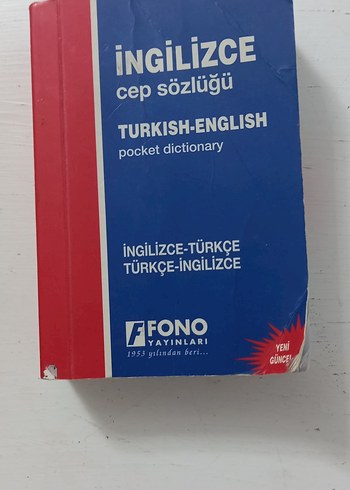 İNGİLİZCE
cep sözlüğü
TURKISH-ENGLISH
pocket dictionary
İNGİLİZCE-TÜRKÇE
TÜRKÇE-İNGİLİZCE
FONO
YAYINLARI
1953 yılından beri...
YENİ